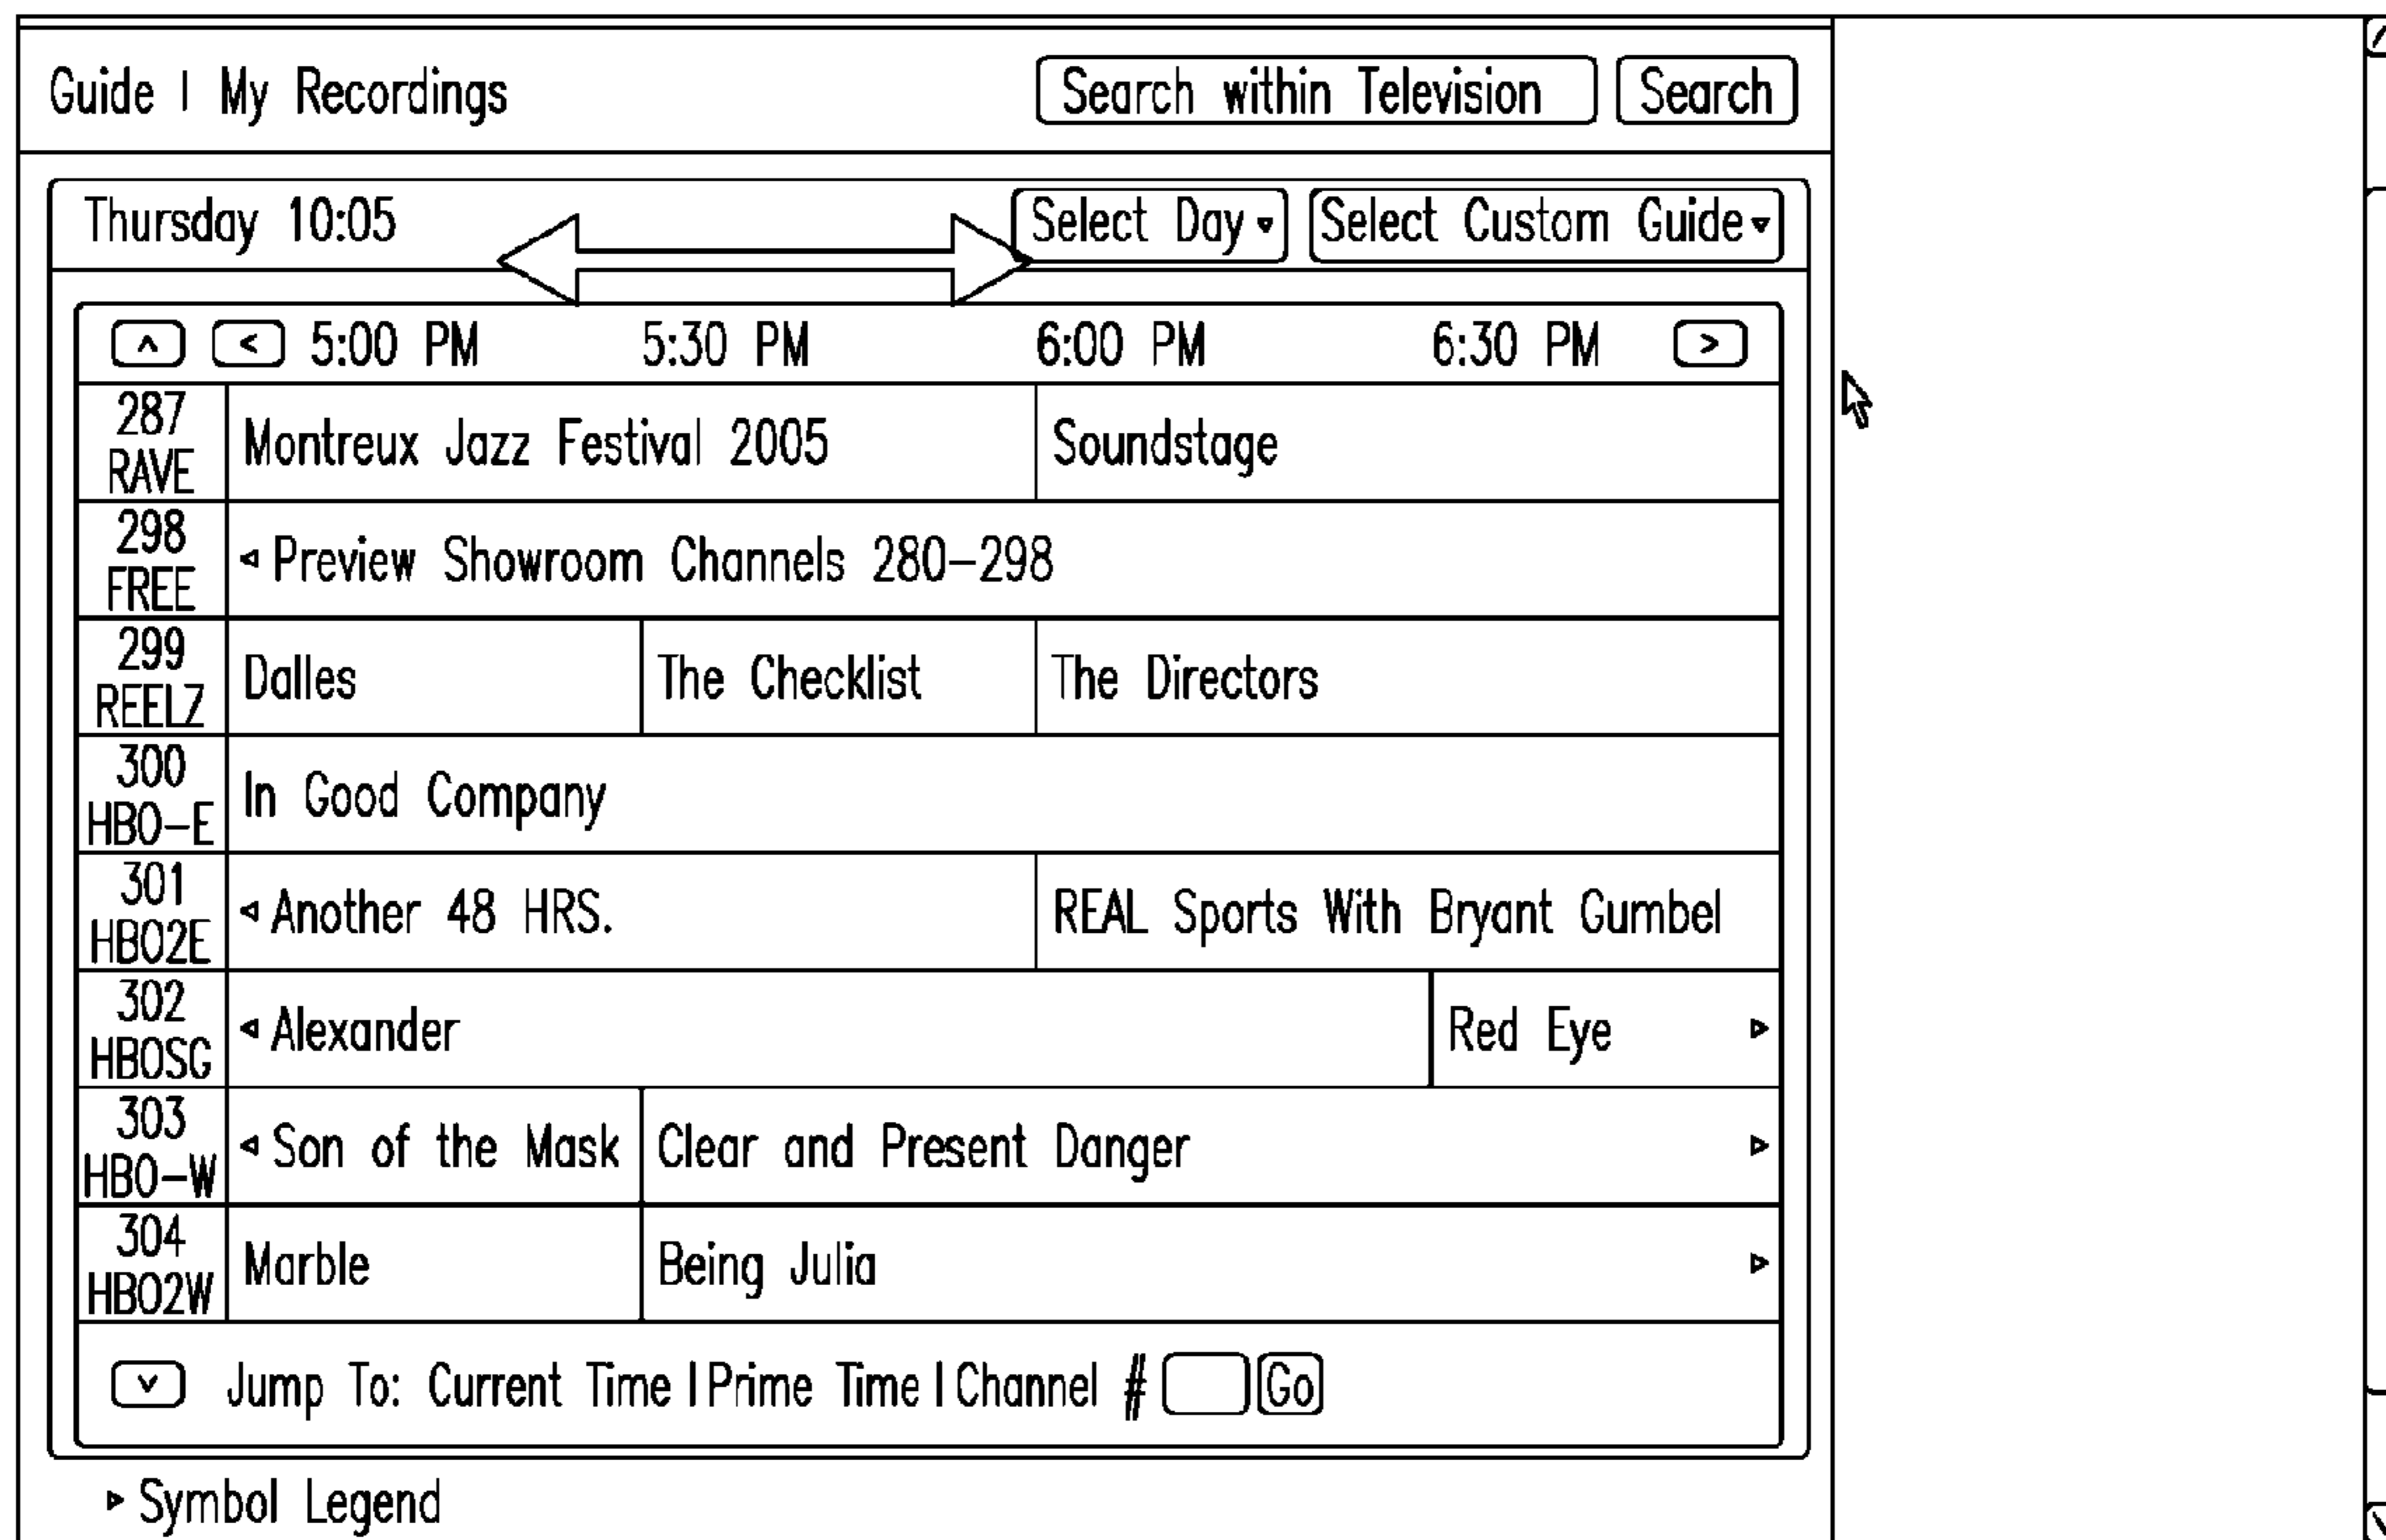 Guide | My Recordings Search within Television Search
Thursday 10:05 Select Day Select Custom Guide
5:00 PM 5:30 PM 6:00 PM 6:30 PM
287 RAVE Montreux Jazz Festival 2005 Soundstage
298 FREE Preview Showroom Channels 280-298
299 REELZ Dalles The Checklist The Directors
300 HBO-E In Good Company
301 HBO2E Another 48 HRS. REAL Sports With Bryant Gumbel
302 HBOSG Alexander Red Eye
303 HBO-W Son of the Mask Clear and Present Danger
304 HBO2W Marble Being Julia
Jump To: Current Time | Prime Time | Channel # Go
Symbol Legend